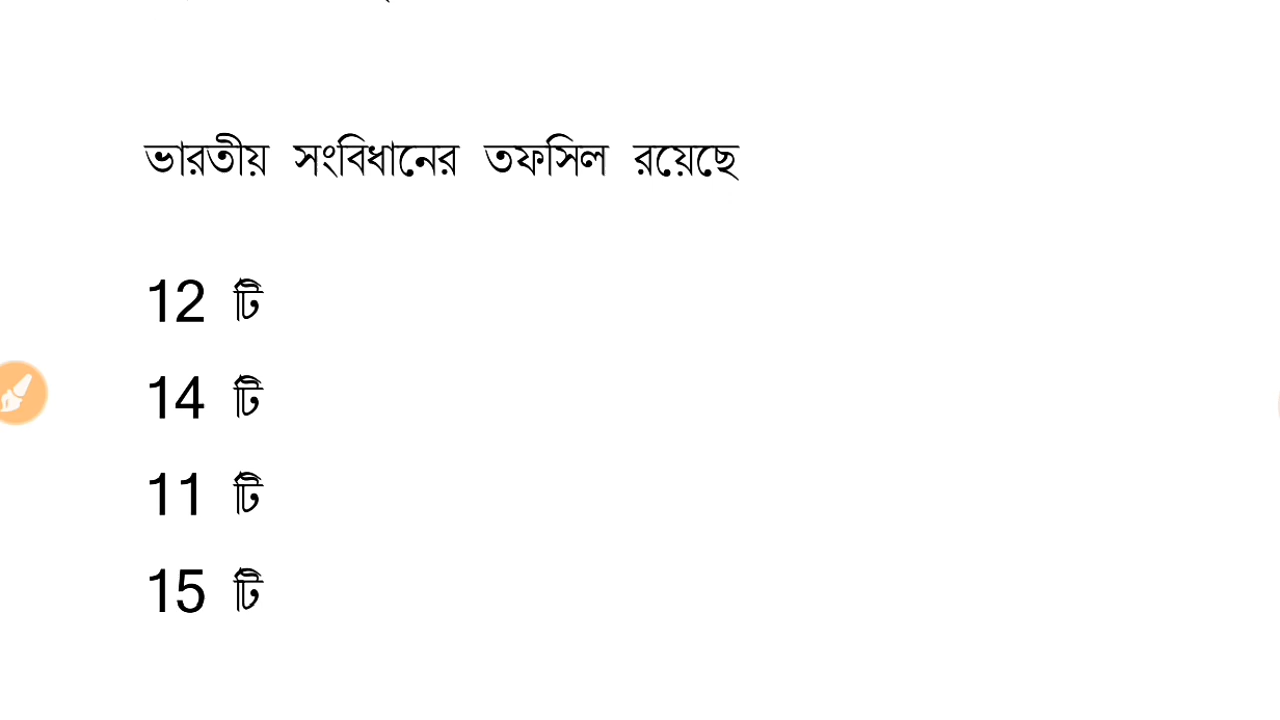 ভারতীয় সংবিধানের তফসিল রয়েছে
12 টি
14 টি
11 টি
15 টি